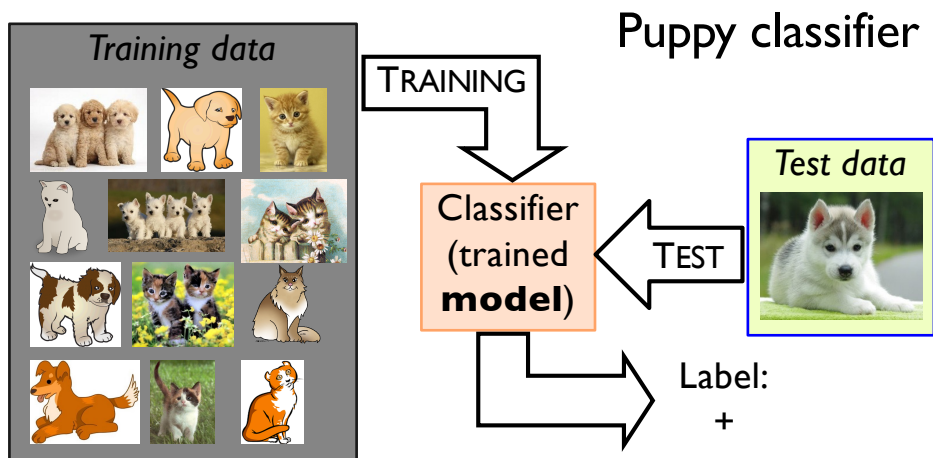 Puppy classifier
Training data
TRAINING
Test data
Classifier
(trained
model)
TEST
Label:
+